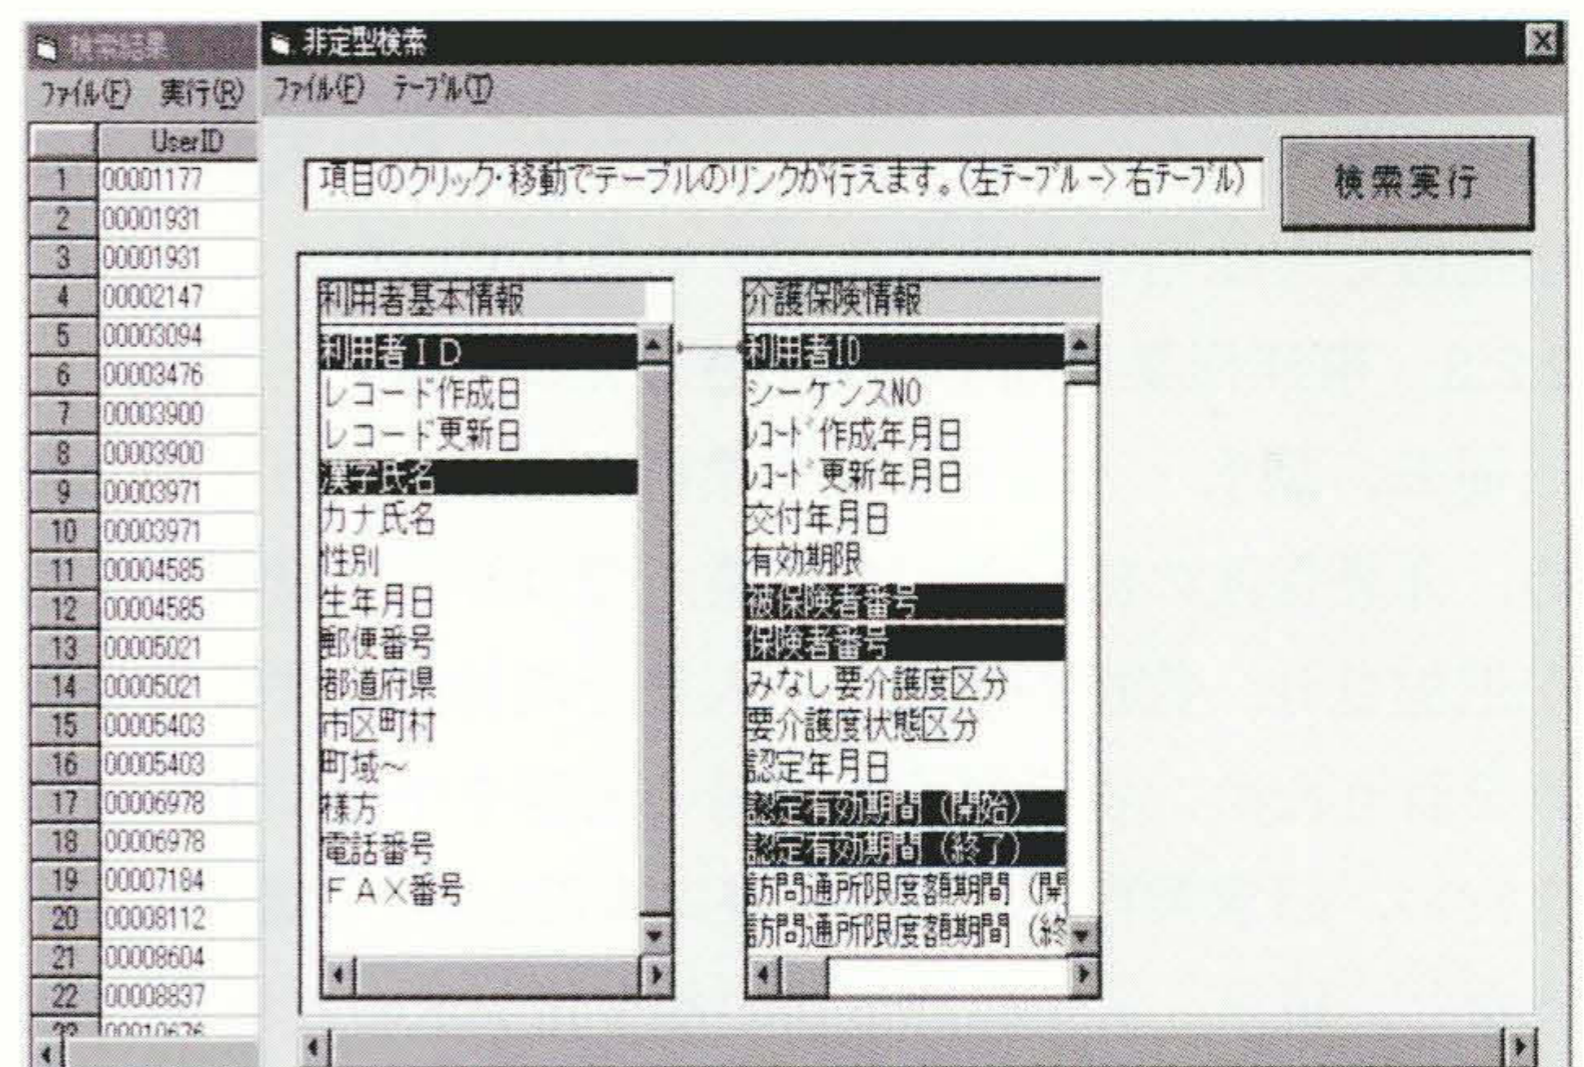 検索結果
ファイル(F) 実行(R)
UserID
1 00001177
2 00001931
3 00001931
4 00002147
5 00003094
6 00003476
7 00003900
8 00003900
9 00003971
10 00003971
11 00004585
12 00004585
13 00005021
14 00005021
15 00005403
16 00005403
17 00006978
18 00006978
19 00007184
20 00008112
21 00008604
22 00008837
23 00010676
非定型検索
ファイル(F) テーブル(T)
項目のクリック・移動でテーブルのリンクが行えます。(左テーブル -> 右テーブル)
検索実行
利用者基本情報
利用者ＩＤ
レコード作成日
レコード更新日
漢字氏名
カナ氏名
性別
生年月日
郵便番号
都道府県
市区町村
町域～
様方
電話番号
ＦＡＸ番号
介護保険情報
利用者ID
シーケンスNO
ﾚｺｰﾄﾞ作成年月日
ﾚｺｰﾄﾞ更新年月日
交付年月日
有効期限
被保険者番号
保険者番号
みなし要介護度区分
要介護度状態区分
認定年月日
認定有効期間（開始）
認定有効期間（終了）
訪問通所限度額期間（開
訪問通所限度額期間（終